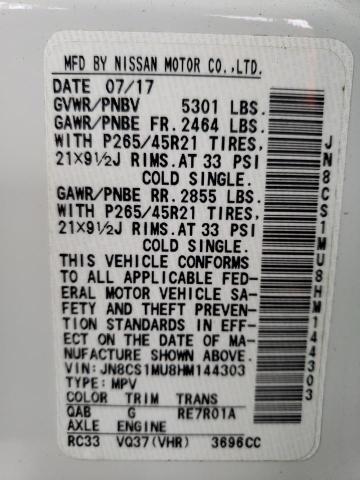 MFD BY NISSAN MOTOR CO.,LTD.
DATE 07/17
GVWR/PNBV 5301 LBS.
GAWR/PNBE FR. 2464 LBS.
WITH P265/45R21 TIRES,
21×9½J RIMS.AT 33 PSI
COLD SINGLE.
GAWR/PNBE RR. 2855 LBS.
WITH P265/45R21 TIRES,
21×9½J RIMS.AT 33 PSI
COLD SINGLE.
THIS VEHICLE CONFORMS
TO ALL APPLICABLE FED-
ERAL MOTOR VEHICLE SA-
FETY AND THEFT PREVEN-
TION STANDARDS IN EFF-
ECT ON THE DATE OF MA-
NUFACTURE SHOWN ABOVE.
VIN:JN8CS1MU8HM144303
TYPE: MPV
COLOR TRIM TRANS
QAB G RE7R01A
AXLE ENGINE
RC33 VQ37(VHR) 3696CC
JN8CS1MU8HM144303